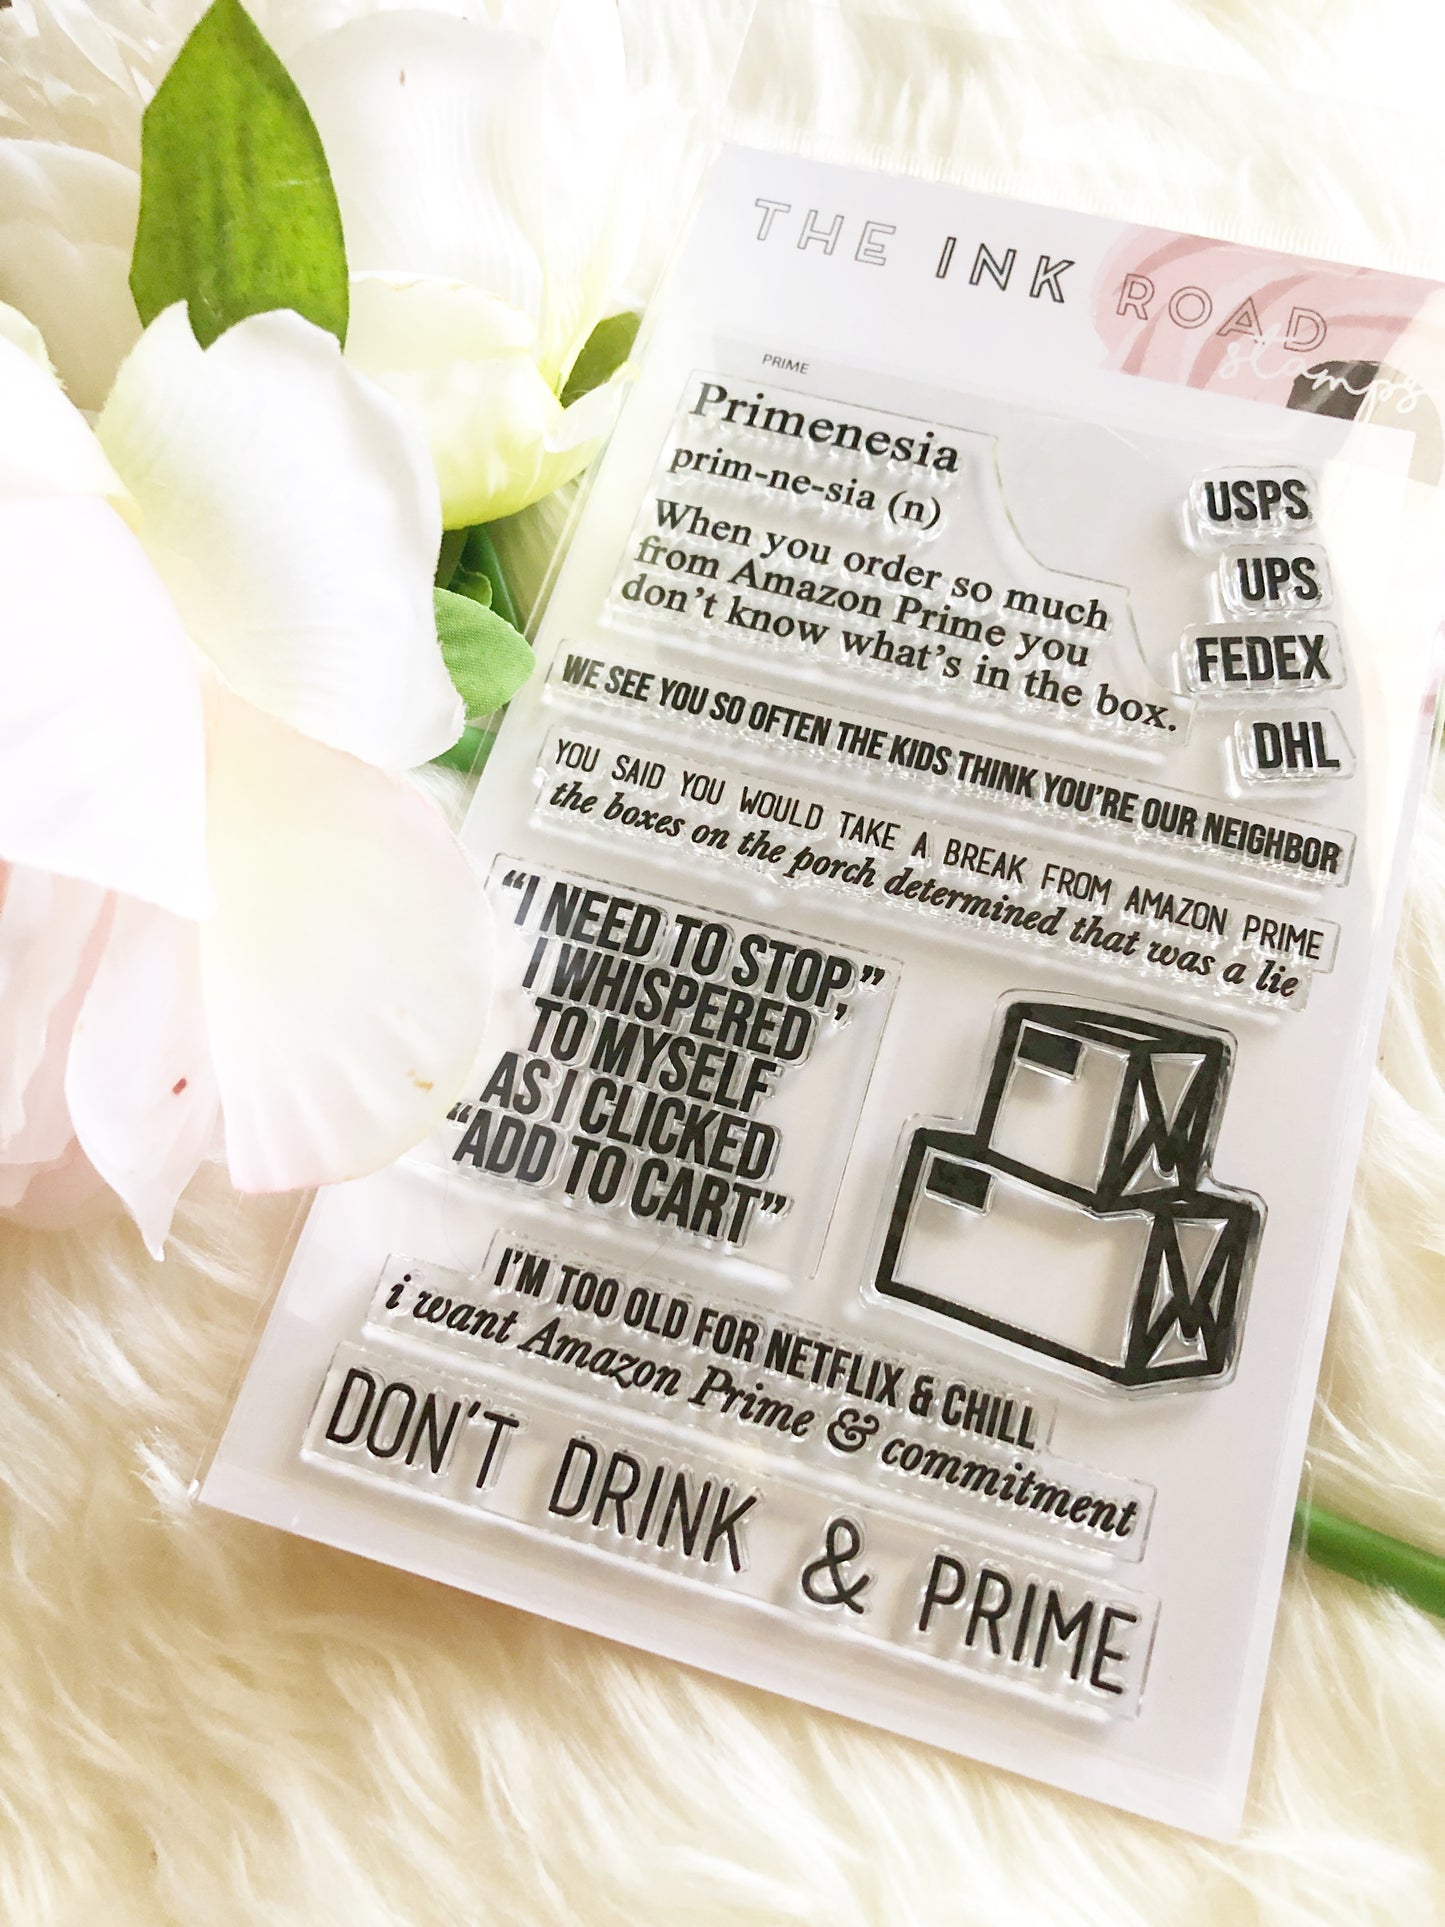 THE INK ROAD
stamps
PRIME
Primenesia
prim-ne-sia (n)
When you order so much
from Amazon Prime you
don't know what's in the box.
USPS
UPS
FEDEX
DHL
WE SEE YOU SO OFTEN THE KIDS THINK YOU'RE OUR NEIGHBOR
YOU SAID YOU WOULD TAKE A BREAK FROM AMAZON PRIME
the boxes on the porch determined that was a lie
“I NEED TO STOP,”
I WHISPERED
TO MYSELF
AS I CLICKED
“ADD TO CART”
I'M TOO OLD FOR NETFLIX & CHILL
i want Amazon Prime & commitment
DON'T DRINK & PRIME